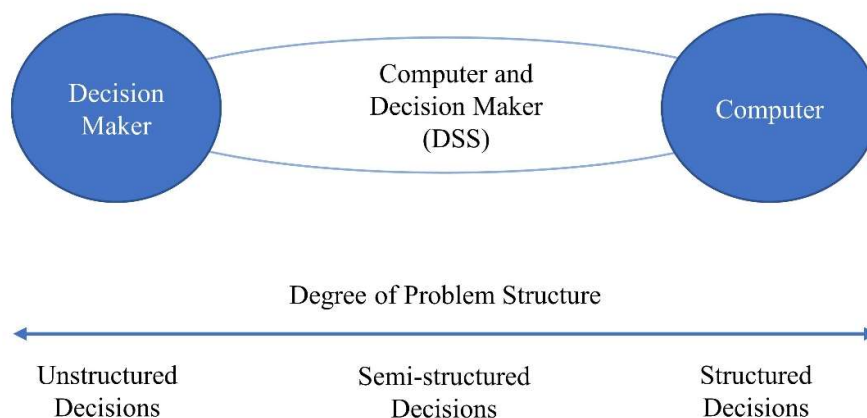 Decision
Maker
Computer and
Decision Maker
(DSS)
Computer
Degree of Problem Structure
Unstructured
Decisions
Semi-structured
Decisions
Structured
Decisions